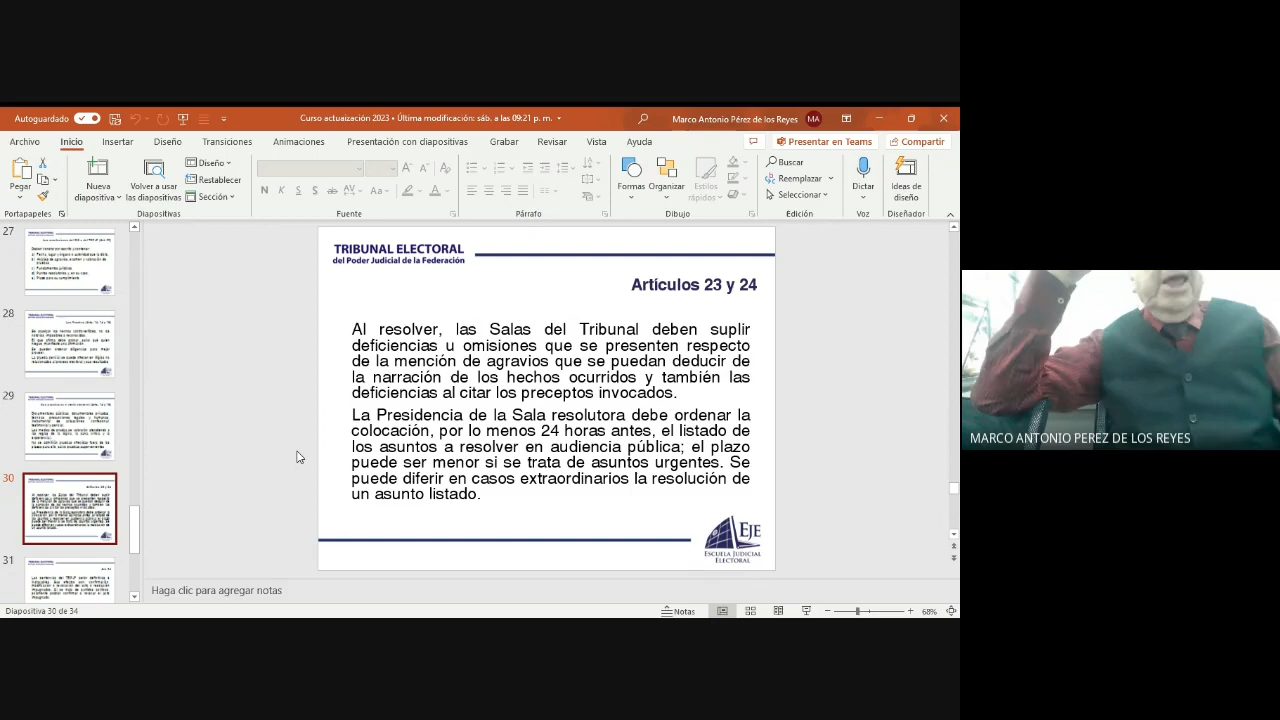 Autoguardado
Curso actuaización 2023 • Última modificación: sáb. a las 09:21 p. m.
Marco Antonio Pérez de los Reyes
MA
Archivo Inicio Insertar Diseño Transiciones Animaciones Presentación con diapositivas Grabar Revisar Vista Ayuda
Presentar en Teams
Compartir
Pegar
Nueva diapositiva
Volver a usar las diapositivas
Diseño
Restablecer
Sección
N K S S ab AV Aa A
Formas
Organizar
Estilos rápidos
Buscar
Reemplazar
Seleccionar
Dictar
Ideas de diseño
Portapapeles Diapositivas Fuente Párrafo Dibujo Edición Voz Diseñador
27
28
29
30
31
TRIBUNAL ELECTORAL
del Poder Judicial de la Federación
Artículos 23 y 24
Al resolver, las Salas del Tribunal deben suplir
deficiencias u omisiones que se presenten respecto
de la mención de agravios que se puedan deducir de
la narración de los hechos ocurridos y también las
deficiencias al citar los preceptos invocados.
La Presidencia de la Sala resolutora debe ordenar la
colocación, por lo menos 24 horas antes, el listado de
los asuntos a resolver en audiencia pública; el plazo
puede ser menor si se trata de asuntos urgentes. Se
puede diferir en casos extraordinarios la resolución de
un asunto listado.
EJE
ESCUELA JUDICIAL
ELECTORAL
Haga clic para agregar notas
Diapositiva 30 de 34
Notas
68%
MARCO ANTONIO PEREZ DE LOS REYES